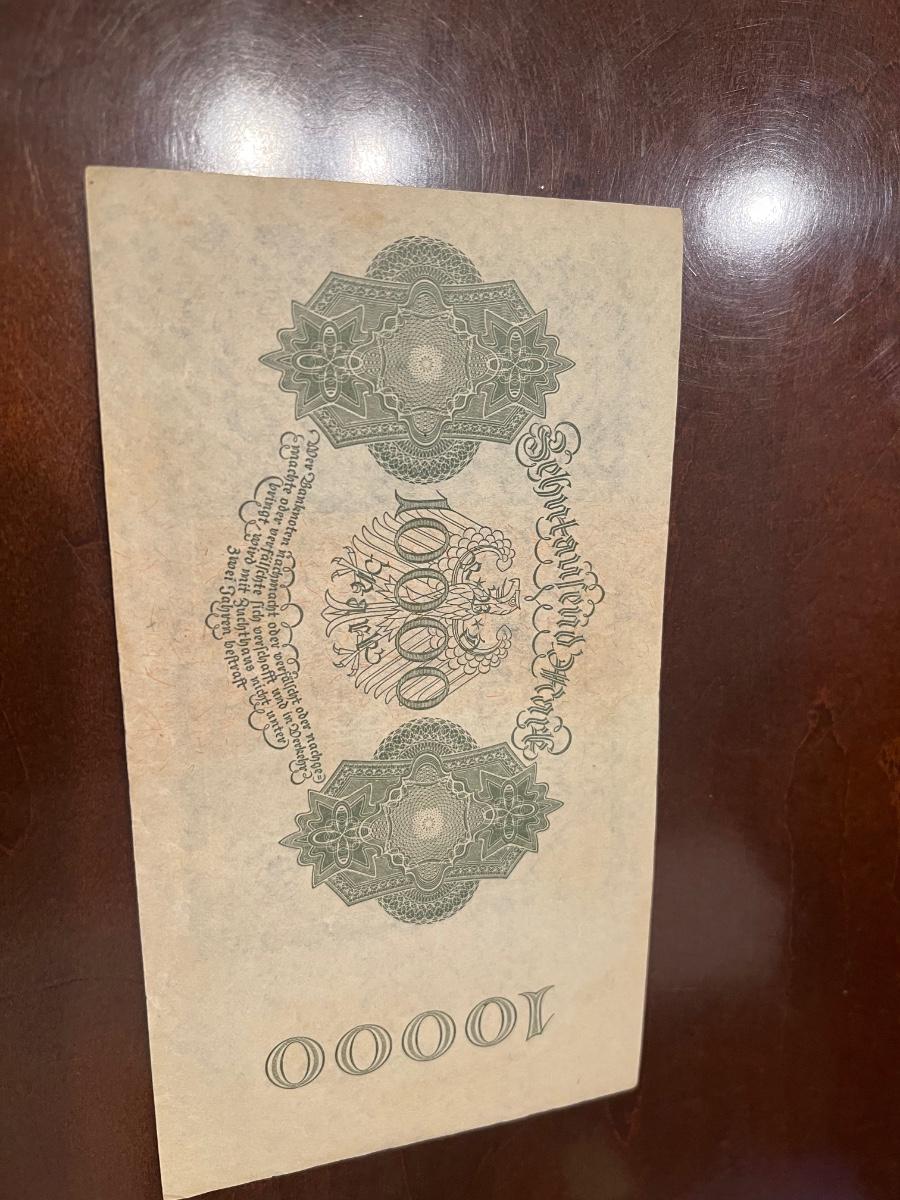 Zehntausend Mark
10000
Mark
Wer Banknoten nachmacht oder verfälscht oder nachge=
machte oder verfälschte sich verschafft und in Verkehr
bringt, wird mit Zuchthaus nicht unter
zwei Jahren bestraft
10000